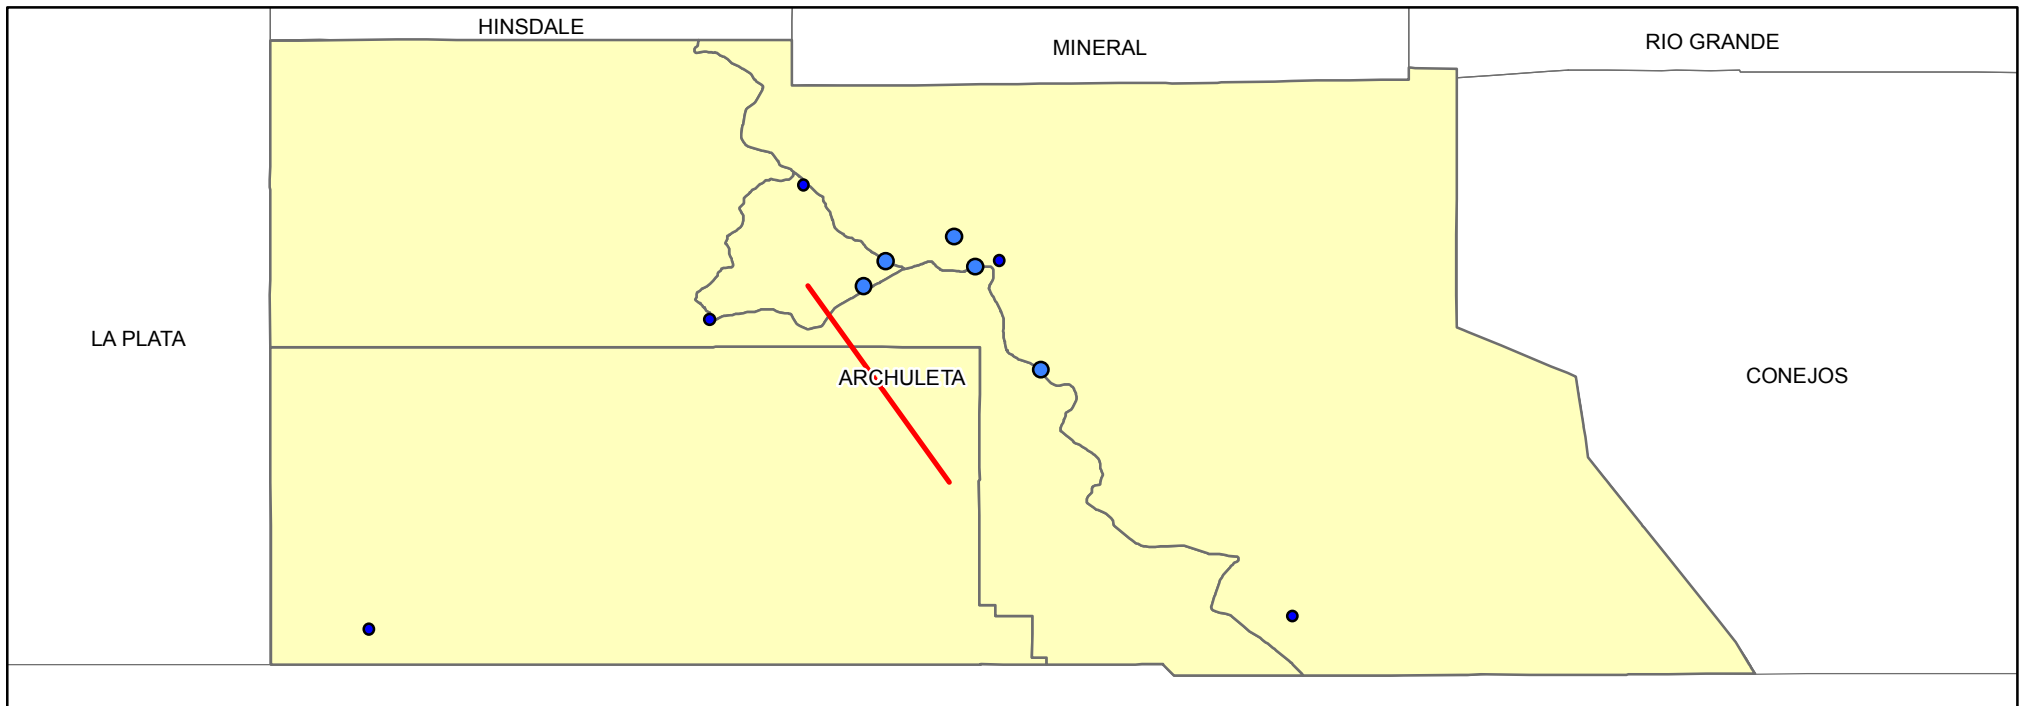 HINSDALE
MINERAL
RIO GRANDE
LA PLATA
ARCHULETA
CONEJOS